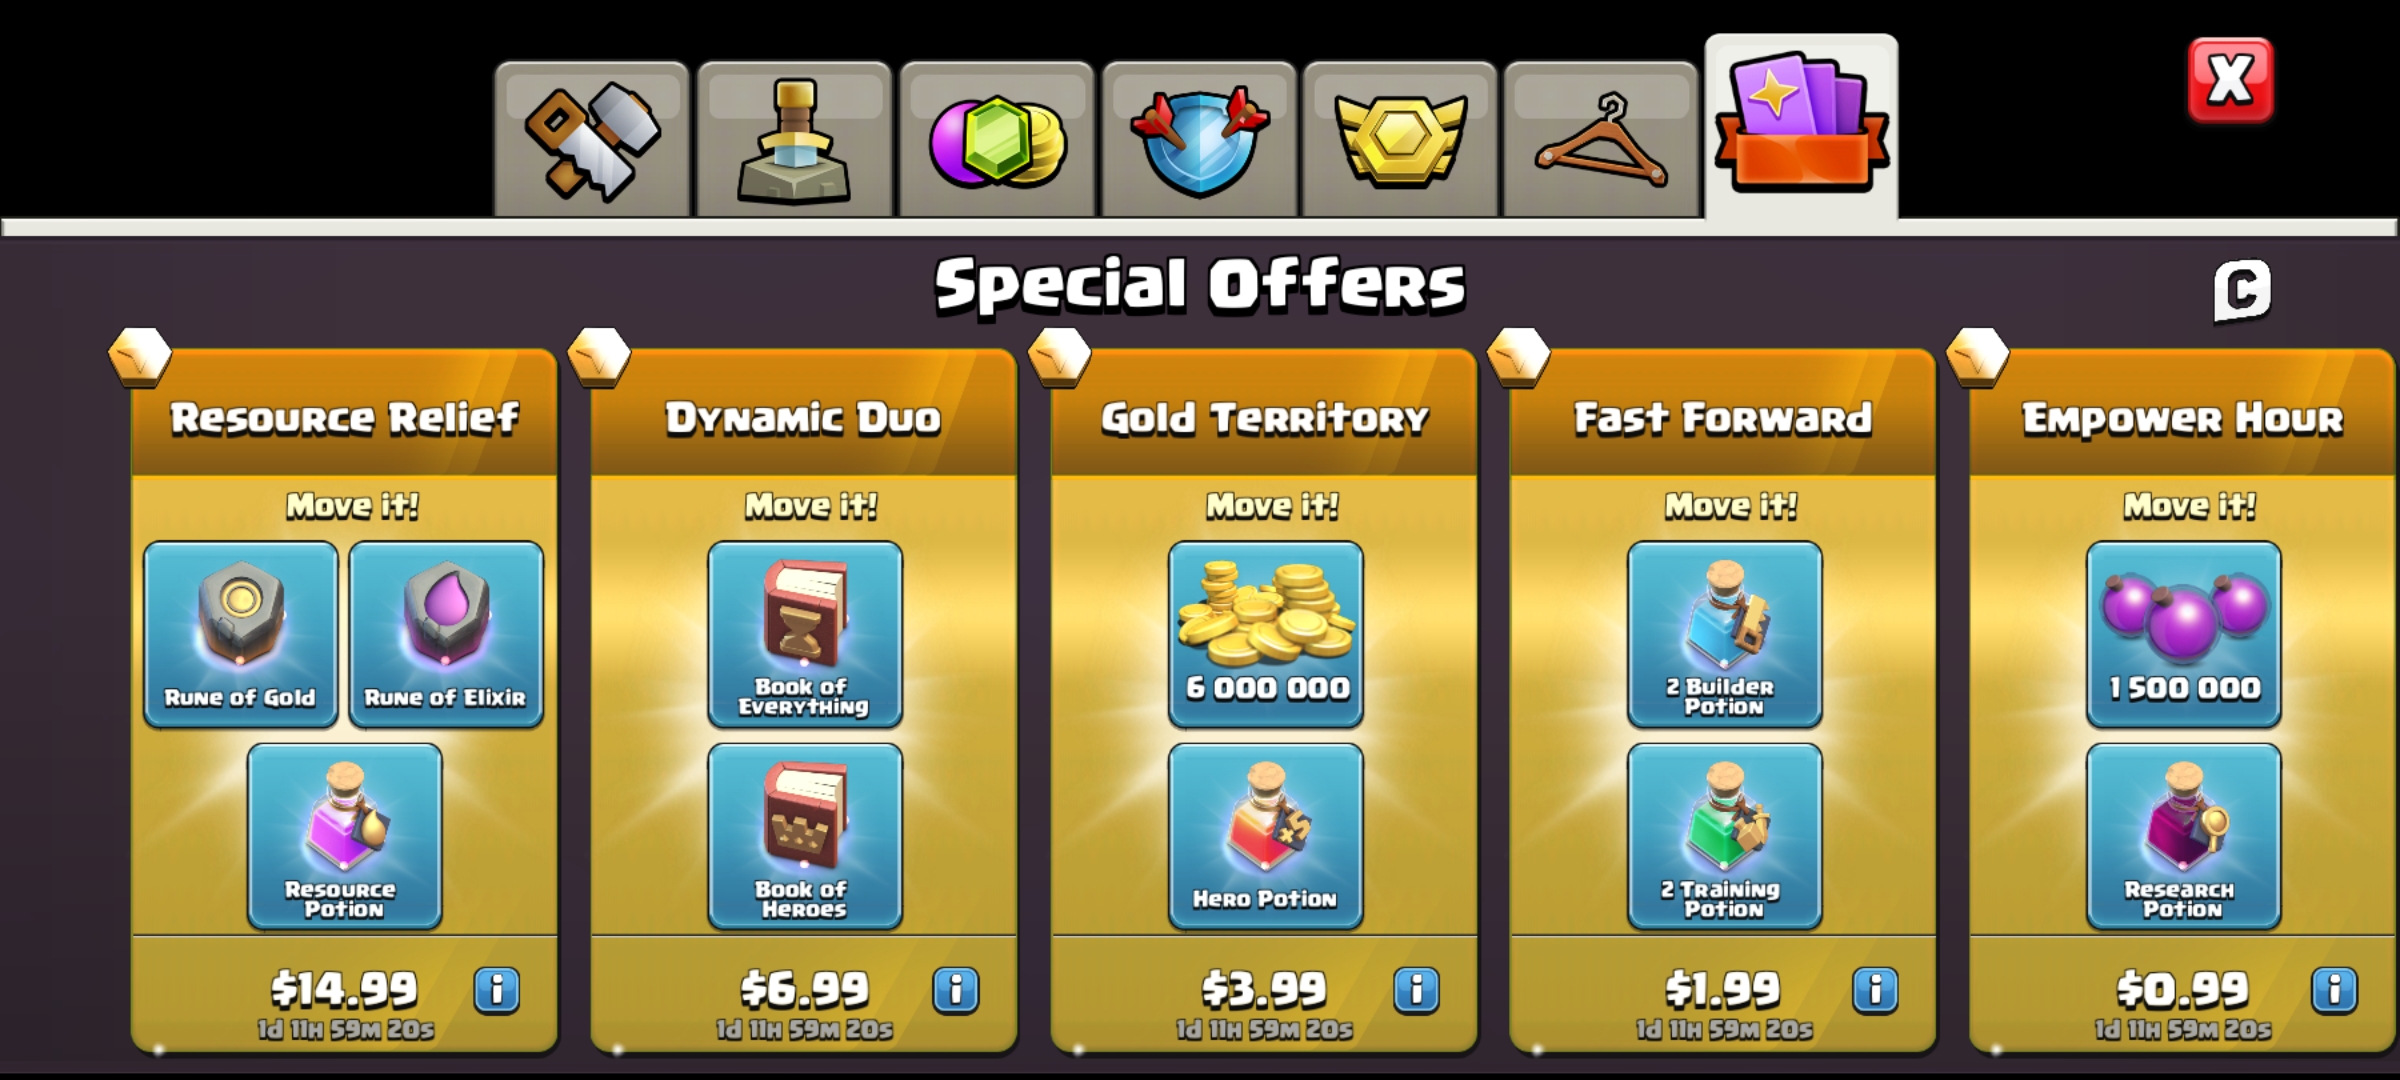 X
Special Offers
C
Resource Relief
Move it!
Rune of Gold
Rune of Elixir
Resource
Potion
$14.99
i
1d 11H 59M 20s
Dynamic Duo
Move it!
Book of
Everything
Book of
Heroes
$6.99
i
1d 11H 59M 20s
Gold Territory
Move it!
6 000 000
x5
Hero Potion
$3.99
i
1d 11H 59M 20s
Fast Forward
Move it!
2 Builder
Potion
2 Training
Potion
$1.99
i
1d 11H 59M 20s
Empower Hour
Move it!
1 500 000
Research
Potion
$0.99
i
1d 11H 59M 20s